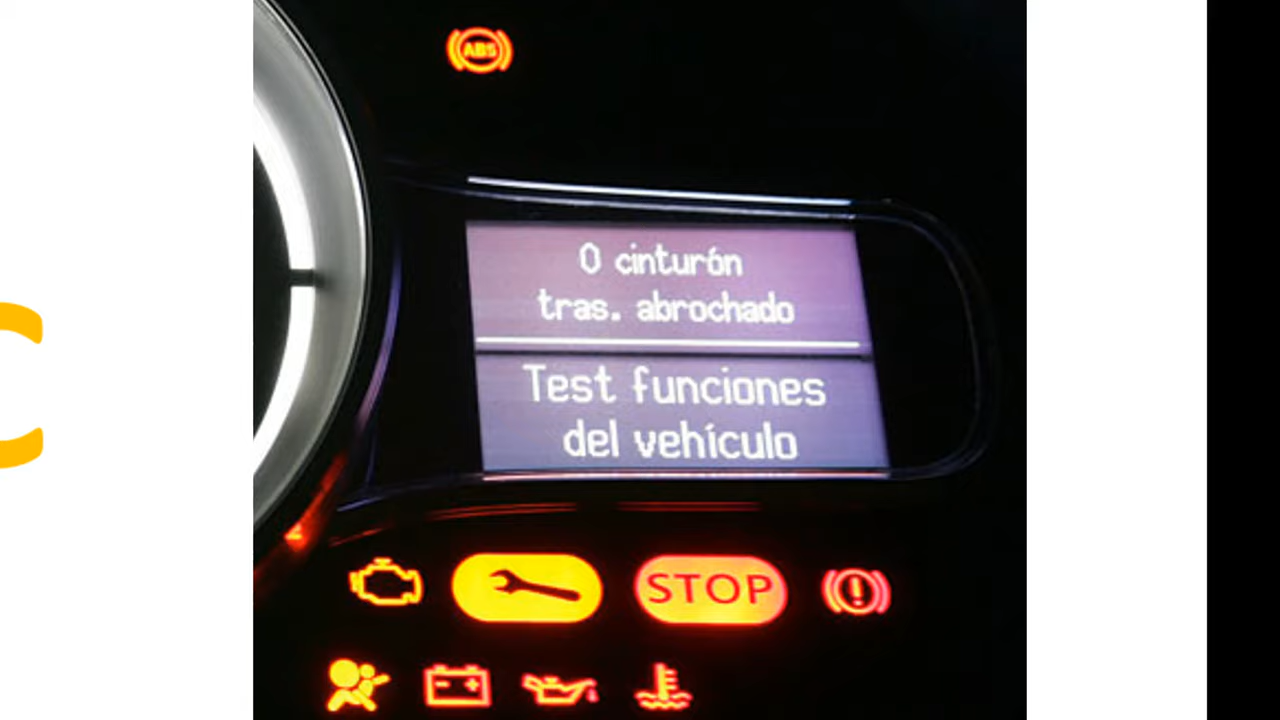 ABS
0 cinturón
tras. abrochado
Test funciones
del vehículo
STOP